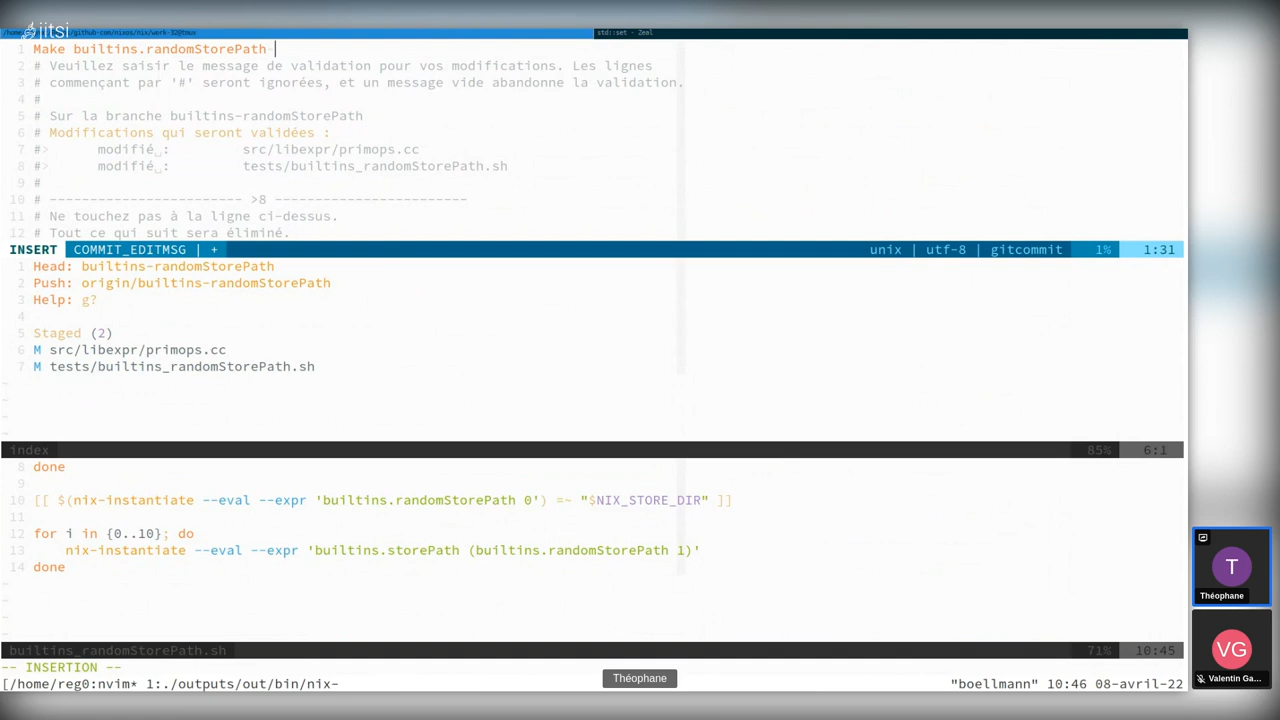 jitsi
/github-com/nixos/nix/work-32@tmux
std::set - Zeal
1 Make builtins.randomStorePath
2 # Veuillez saisir le message de validation pour vos modifications. Les lignes
3 # commençant par '#' seront ignorées, et un message vide abandonne la validation.
4 #
5 # Sur la branche builtins-randomStorePath
6 # Modifications qui seront validées :
7 #> modifié␣: src/libexpr/primops.cc
8 #> modifié␣: tests/builtins_randomStorePath.sh
9 #
10 # ------------------------ >8 ------------------------
11 # Ne touchez pas à la ligne ci-dessus.
12 # Tout ce qui suit sera éliminé.
INSERT COMMIT_EDITMSG | + unix | utf-8 | gitcommit 1% 1:31
1 Head: builtins-randomStorePath
2 Push: origin/builtins-randomStorePath
3 Help: g?
4
5 Staged (2)
6 M src/libexpr/primops.cc
7 M tests/builtins_randomStorePath.sh
~
~
~
~
index 85% 6:1
8 done
9
10 [[ $(nix-instantiate --eval --expr 'builtins.randomStorePath 0') =~ "$NIX_STORE_DIR" ]]
11
12 for i in {0..10}; do
13 nix-instantiate --eval --expr 'builtins.storePath (builtins.randomStorePath 1)'
14 done
~
~
~
~
builtins_randomStorePath.sh 71% 10:45
-- INSERTION --
[/home/reg0:nvim* 1:./outputs/out/bin/nix- "boellmann" 10:46 08-avril-22
Théophane
T
Théophane
VG
Valentin Ga...